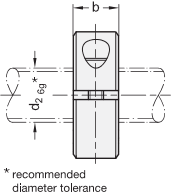 b
d2 6g*
* recommended
diameter tolerance